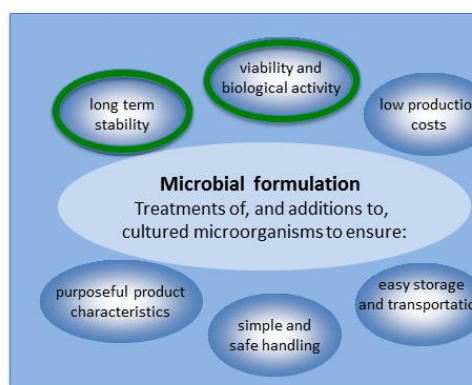 viability and
biological activity
long term
stability
low productio
costs
Microbial formulation
Treatments of, and additions to,
cultured microorganisms to ensure:
purposeful product
characteristics
simple and
safe handling
easy storage
and transportatio